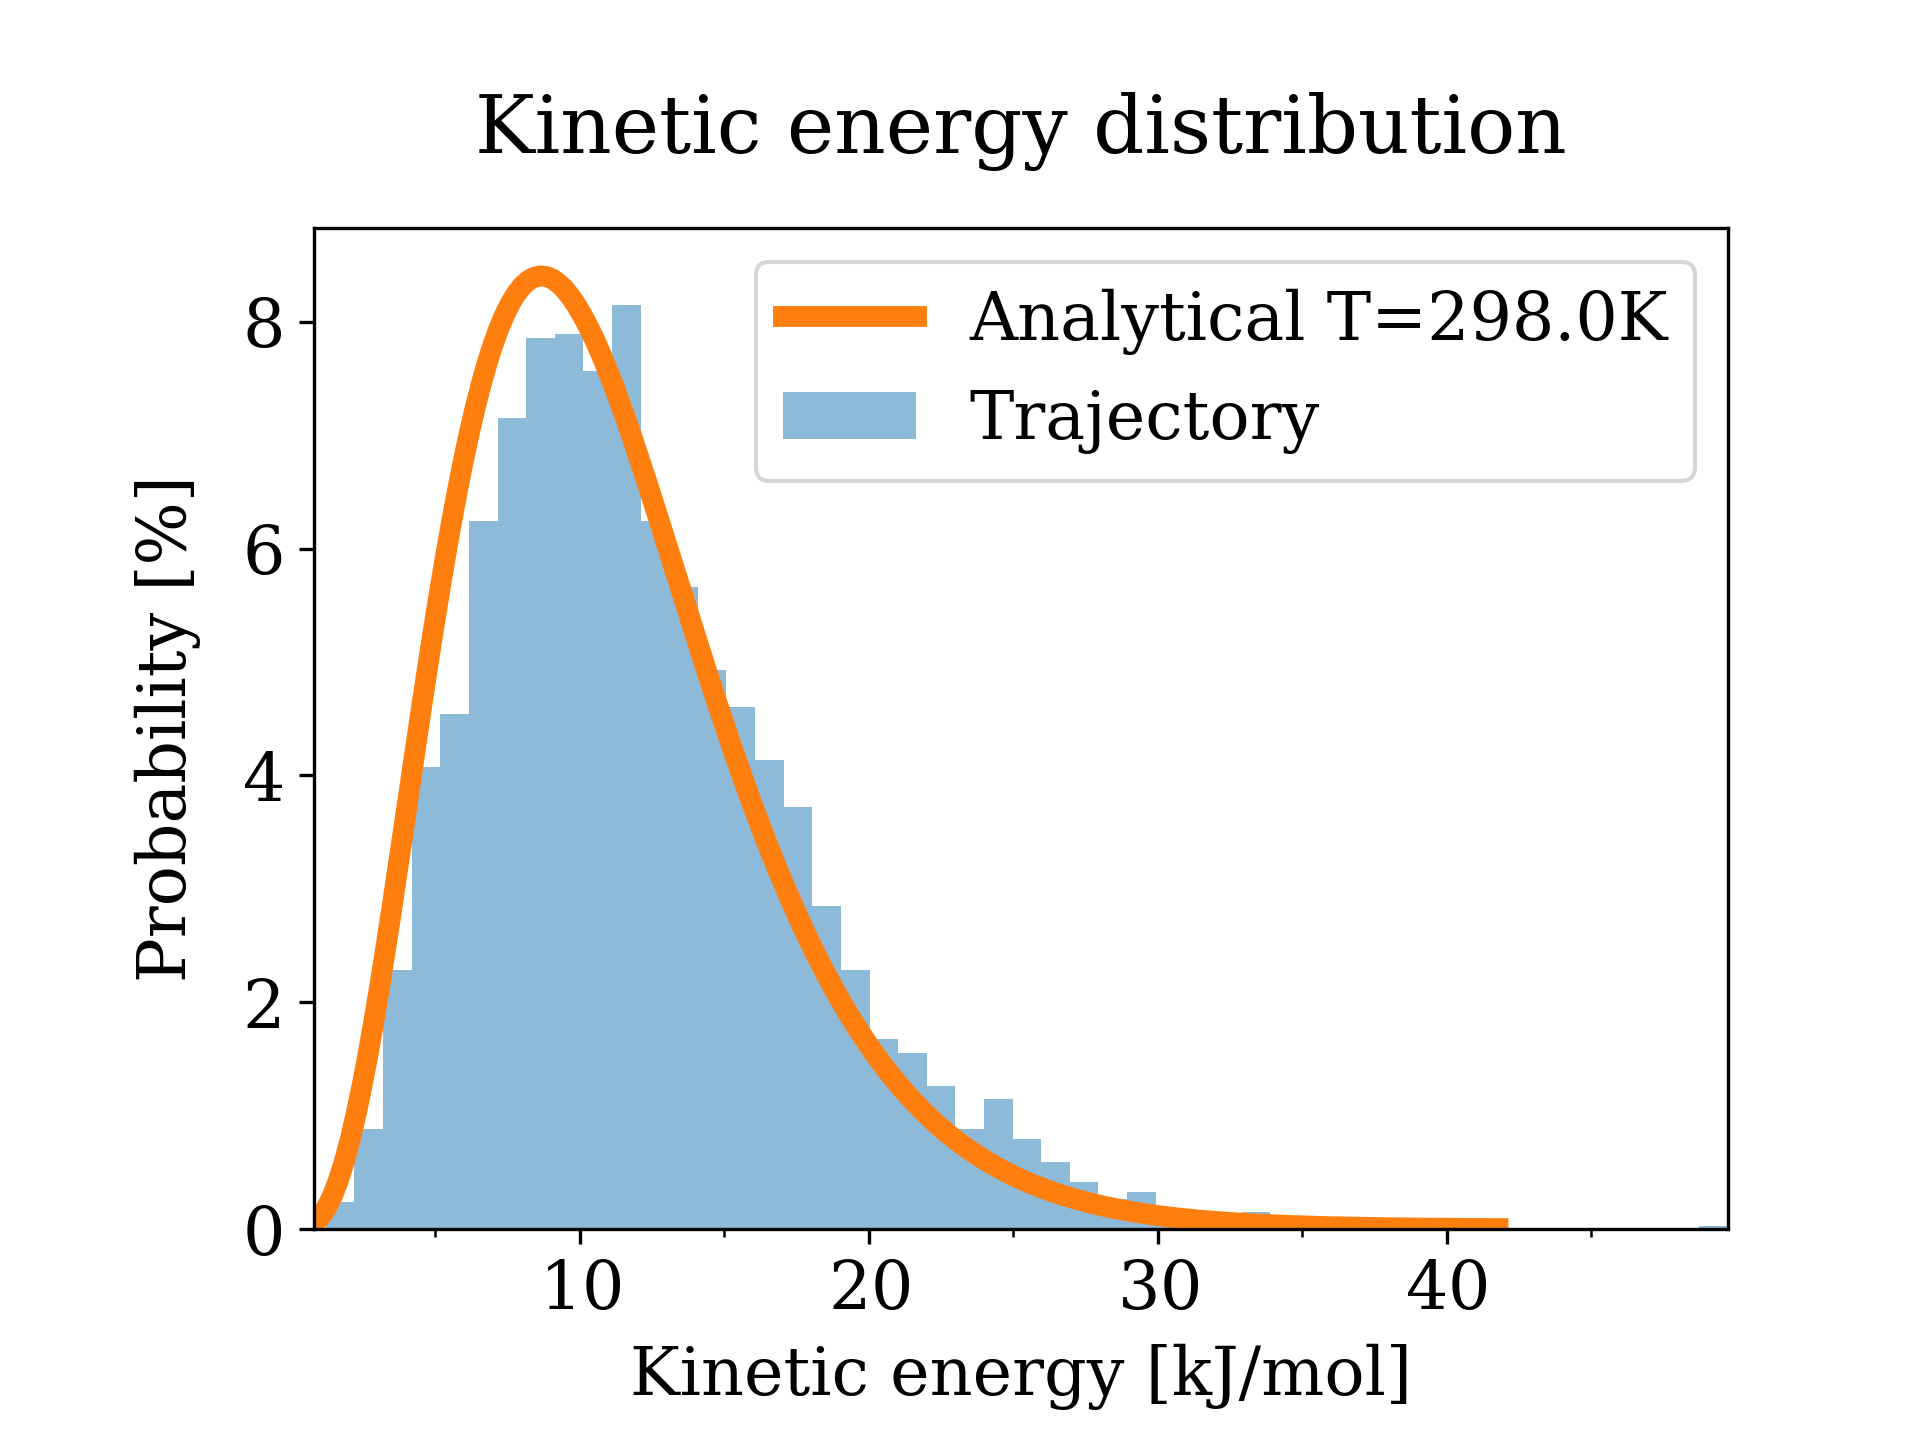 Kinetic energy distribution
Analytical T=298.0K
Trajectory
Probability [%]
8
6
4
2
0
10 20 30 40
Kinetic energy [kJ/mol]